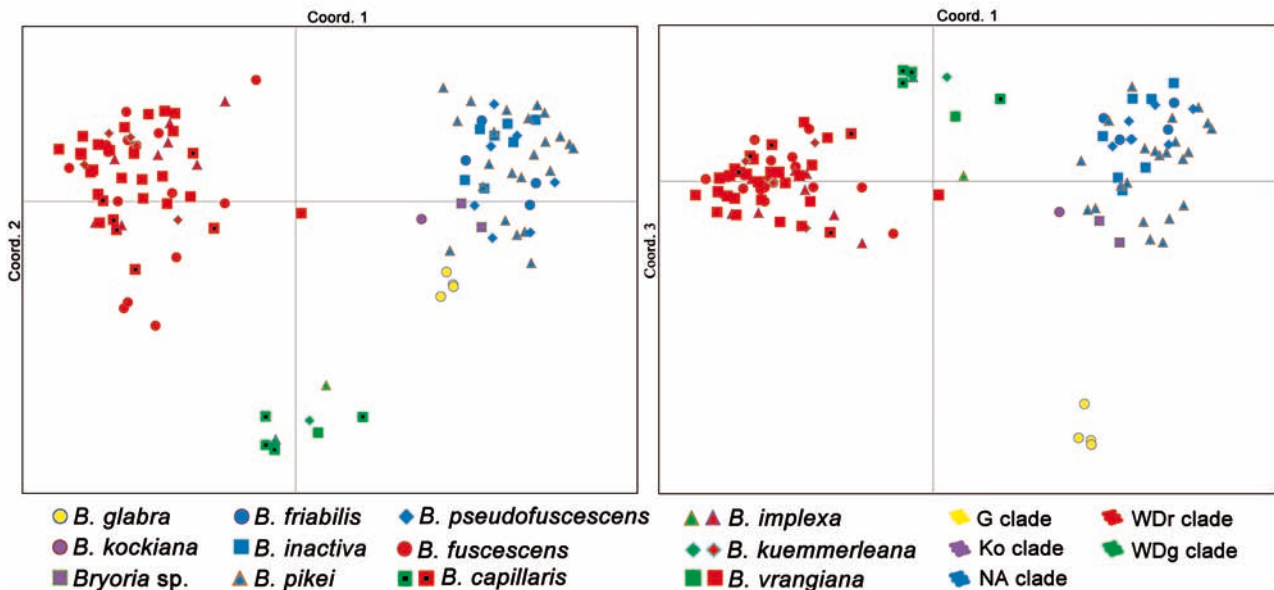 Coord. 1
Coord. 1
Coord. 2
Coord. 3
B. glabra
B. friabilis
B. pseudofuscescens
B. implexa
G clade
WDr clade
B. kockiana
B. inactiva
B. fuscescens
B. kuemmerleana
Ko clade
WDg clade
Bryoria sp.
B. pikei
B. capillaris
B. vrangiana
NA clade